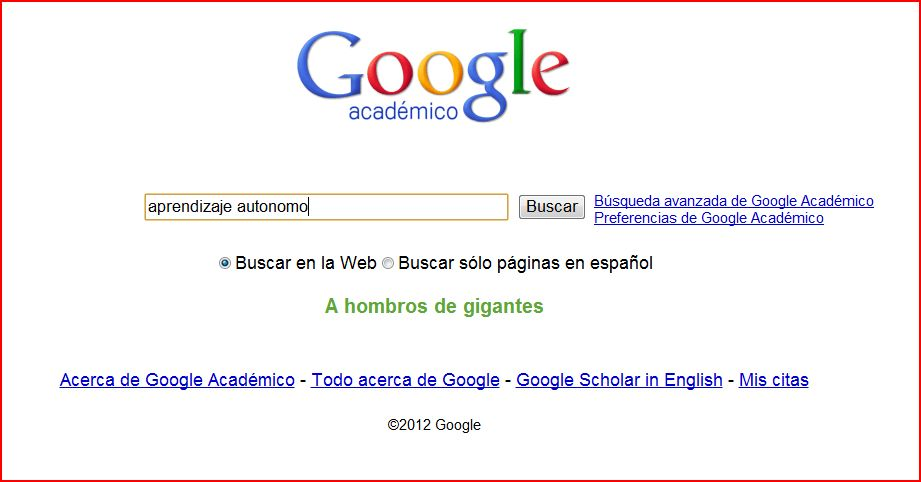 Google
académico
aprendizaje autonomo Buscar Búsqueda avanzada de Google Académico
Preferencias de Google Académico
Buscar en la Web Buscar sólo páginas en español
A hombros de gigantes
Acerca de Google Académico - Todo acerca de Google - Google Scholar in English - Mis citas
©2012 Google